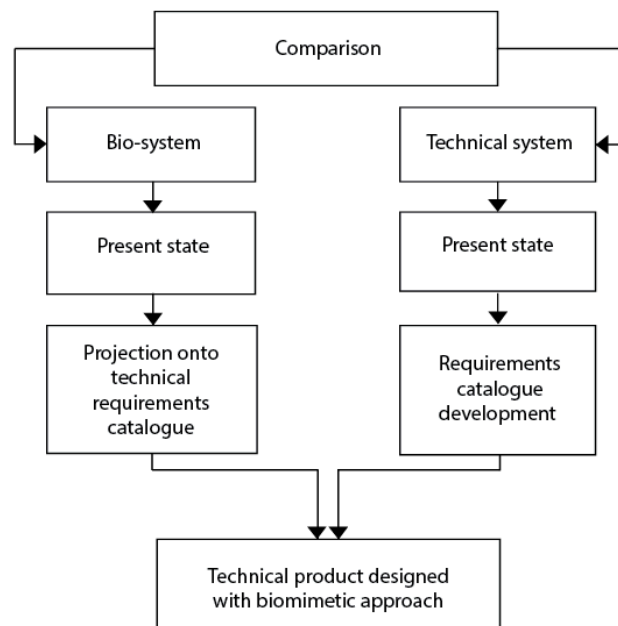 Comparison
Bio-system
Technical system
Present state
Present state
Projection onto
technical
requirements
catalogue
Requirements
catalogue
development
Technical product designed
with biomimetic approach